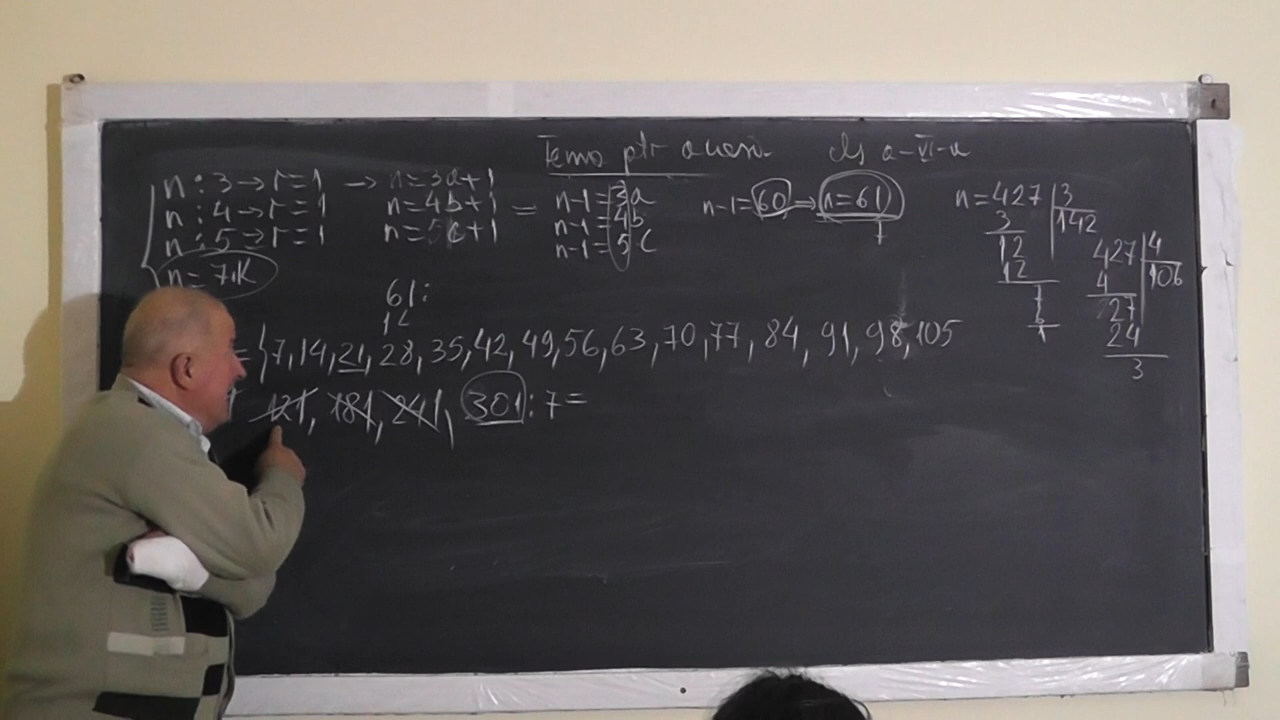 Tema ptr acasă cls a-VI-a
n : 3 → r = 1 → n = 3a+1
n : 4 → r = 1 n = 4b+1 =
n : 5 → r = 1 n = 5c+1
n = 7.K
n-1 = 3a
n-1 = 4b
n-1 = 5c
n-1 = 60 ⇒ n = 61
n = 427 3
3 142
12
12
7
6
1
427 4
4 106
27
24
3
61:
14
= {7, 14, 21, 28, 35, 42, 49, 56, 63, 70, 77, 84, 91, 98, 105
121, 181, 241, 301 : 7 =